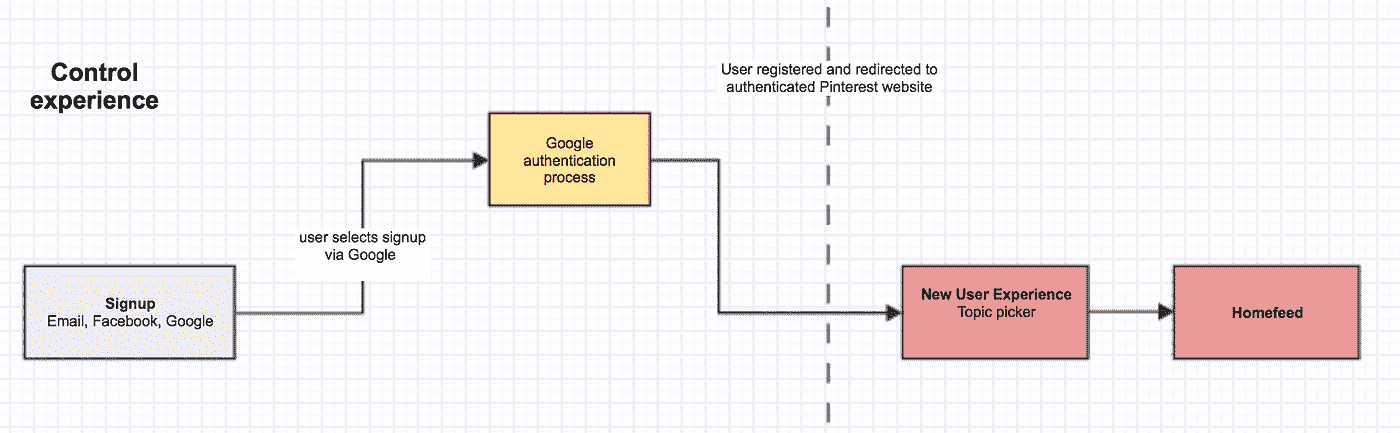 Control
experience
User registered and redirected to
authenticated Pinterest website
Google
authentication
process
user selects signup
via Google
Signup
Email, Facebook, Google
New User Experience
Topic picker
Homefeed